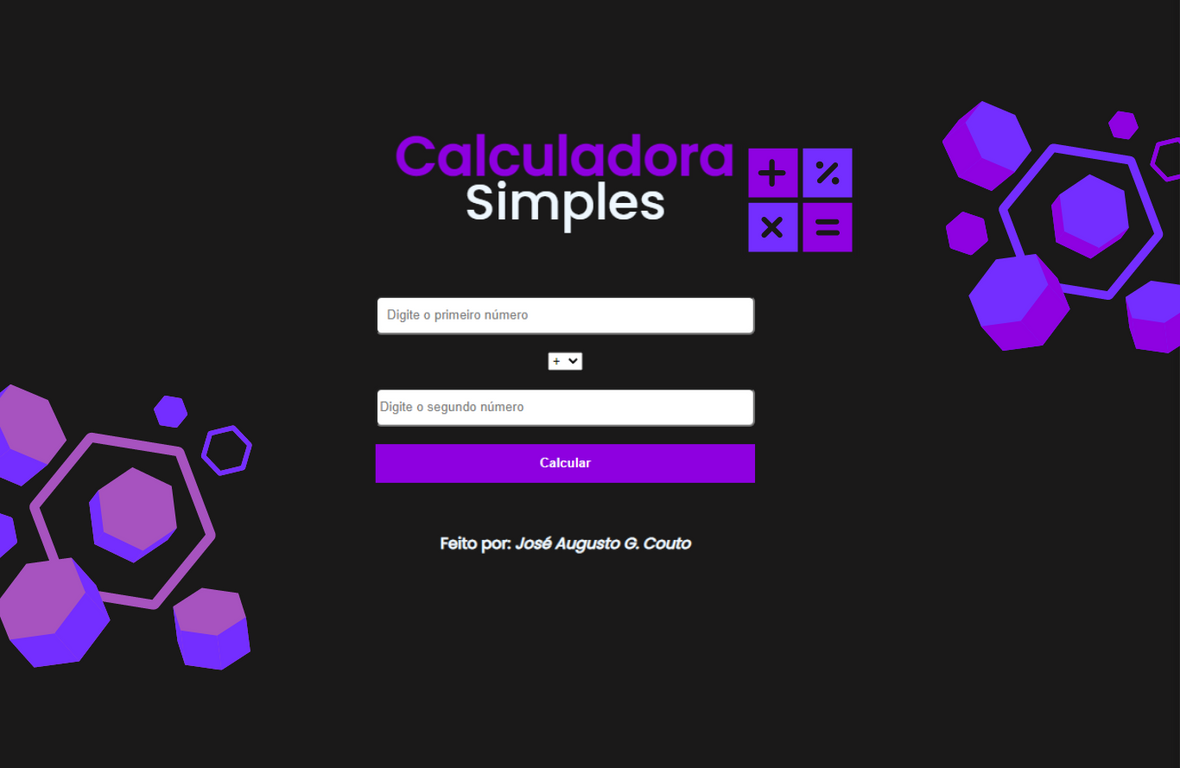 Calculadora
Simples
+ %
× =
Digite o primeiro número
+
Digite o segundo número
Calcular
Feito por: José Augusto G. Couto